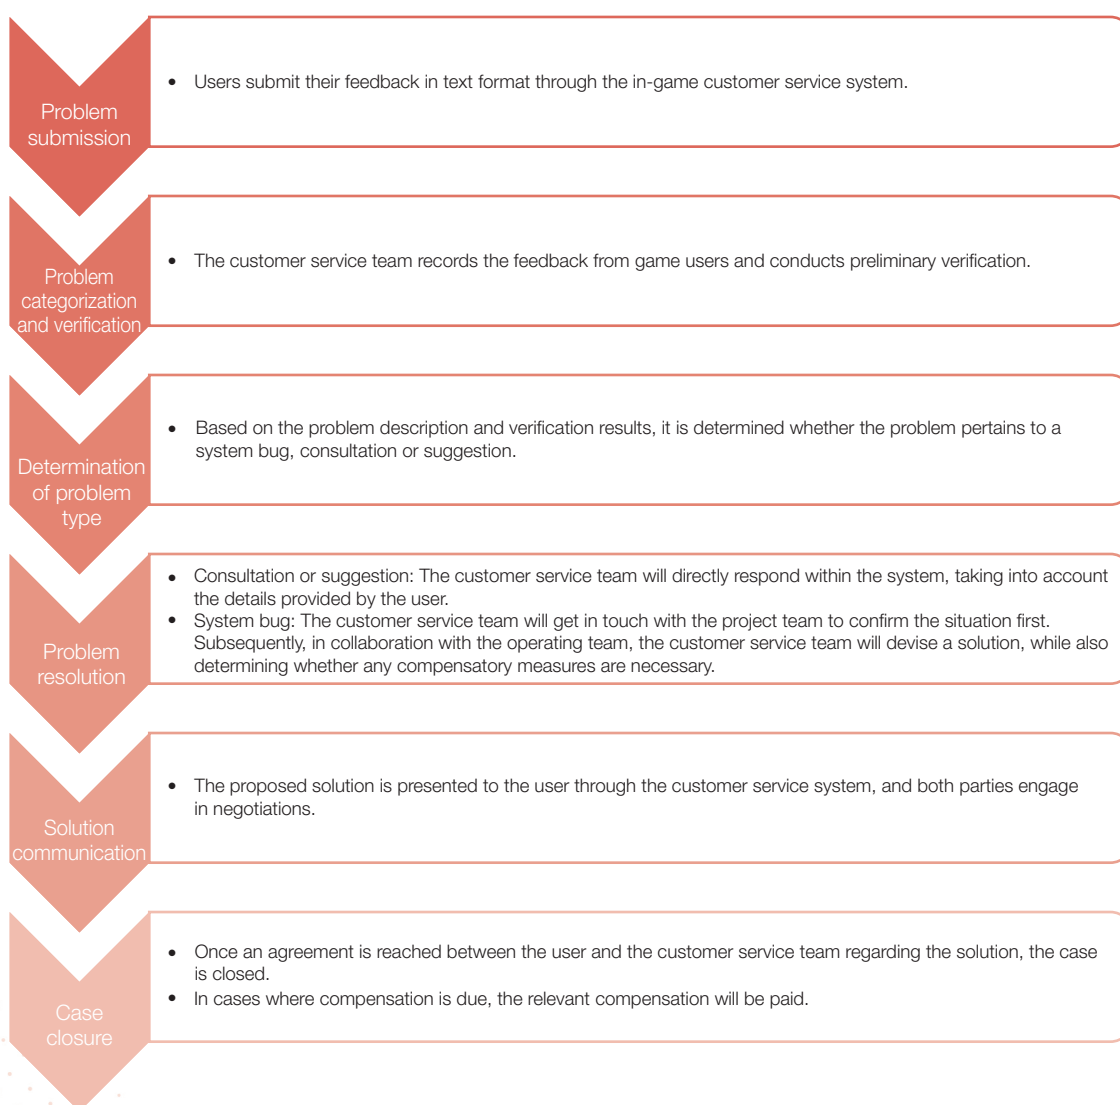 Problem
submission
• Users submit their feedback in text format through the in-game customer service system.
Problem
categorization
and verification
• The customer service team records the feedback from game users and conducts preliminary verification.
Determination
of problem
type
• Based on the problem description and verification results, it is determined whether the problem pertains to a
system bug, consultation or suggestion.
Problem
resolution
• Consultation or suggestion: The customer service team will directly respond within the system, taking into account
the details provided by the user.
• System bug: The customer service team will get in touch with the project team to confirm the situation first.
Subsequently, in collaboration with the operating team, the customer service team will devise a solution, while also
determining whether any compensatory measures are necessary.
Solution
communication
• The proposed solution is presented to the user through the customer service system, and both parties engage
in negotiations.
Case
closure
• Once an agreement is reached between the user and the customer service team regarding the solution, the case
is closed.
• In cases where compensation is due, the relevant compensation will be paid.